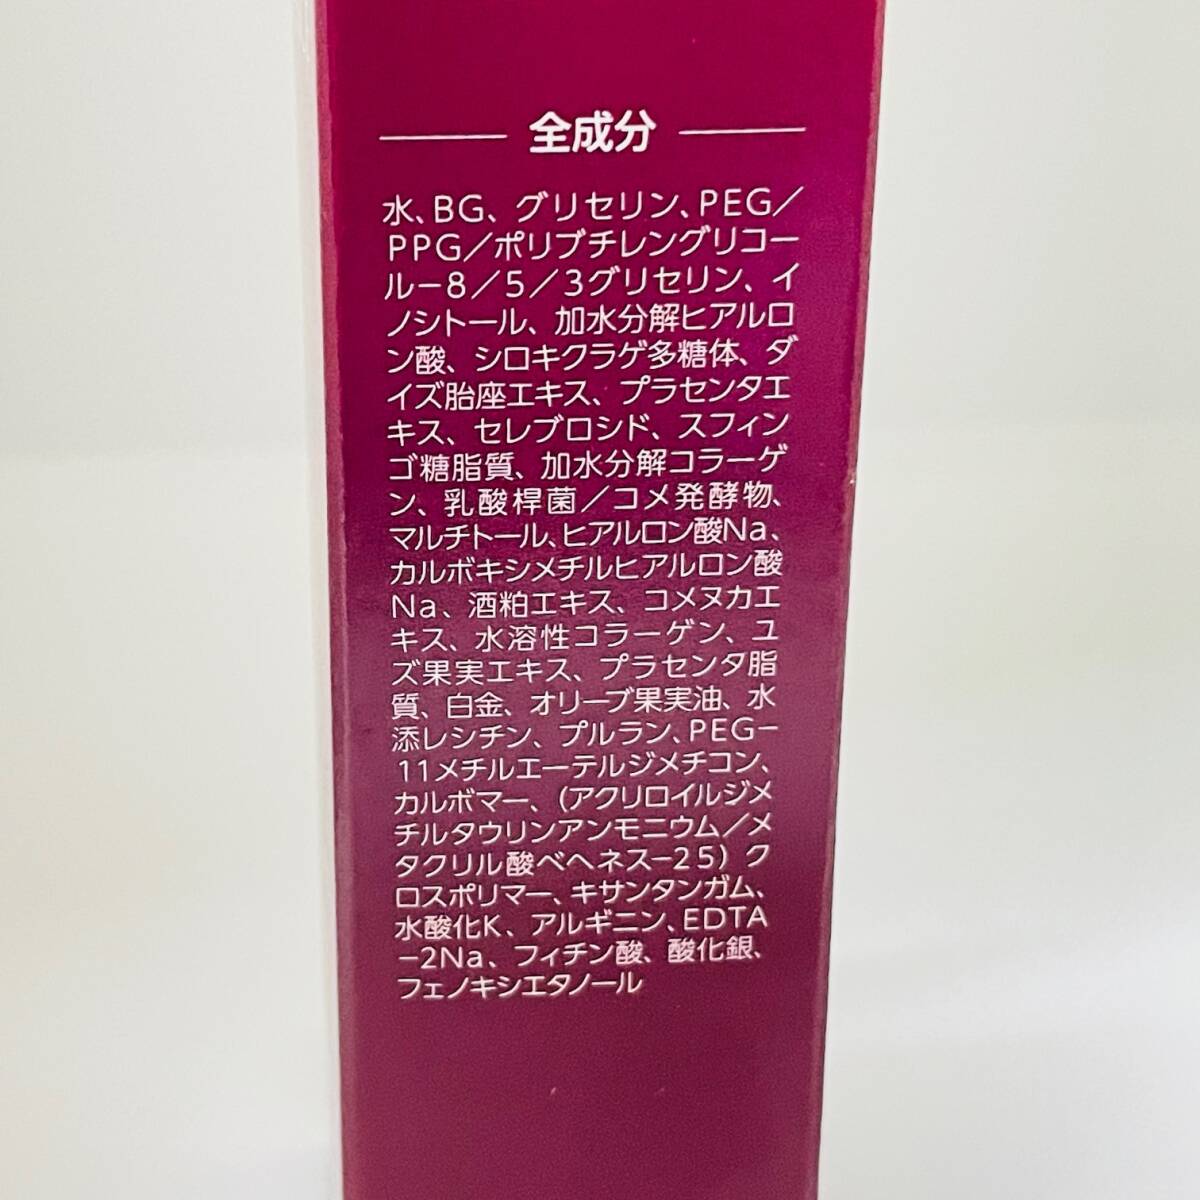 全成分
水、BG、グリセリン、PEG/
PPG/ポリブチレングリコー
ル−8/5/3グリセリン、イ
ノシトール、加水分解ヒアルロ
ン酸、シロキクラゲ多糖体、ダ
イズ胎座エキス、プラセンタエ
キス、セレブロシド、スフィン
ゴ糖脂質、加水分解コラーゲ
ン、乳酸桿菌/コメ発酵物、
マルチトール、ヒアルロン酸Na、
カルボキシメチルヒアルロン酸
Na、酒粕エキス、コメヌカエ
キス、水溶性コラーゲン、ユ
ズ果実エキス、プラセンタ脂
質、白金、オリーブ果実油、水
添レシチン、プルラン、PEG−
11メチルエーテルジメチコン、
カルボマー、(アクリロイルジメ
チルタウリンアンモニウム/メ
タクリル酸ベヘネス−25)ク
ロスポリマー、キサンタンガム、
水酸化K、アルギニン、EDTA
−2Na、フィチン酸、酸化銀、
フェノキシエタノール